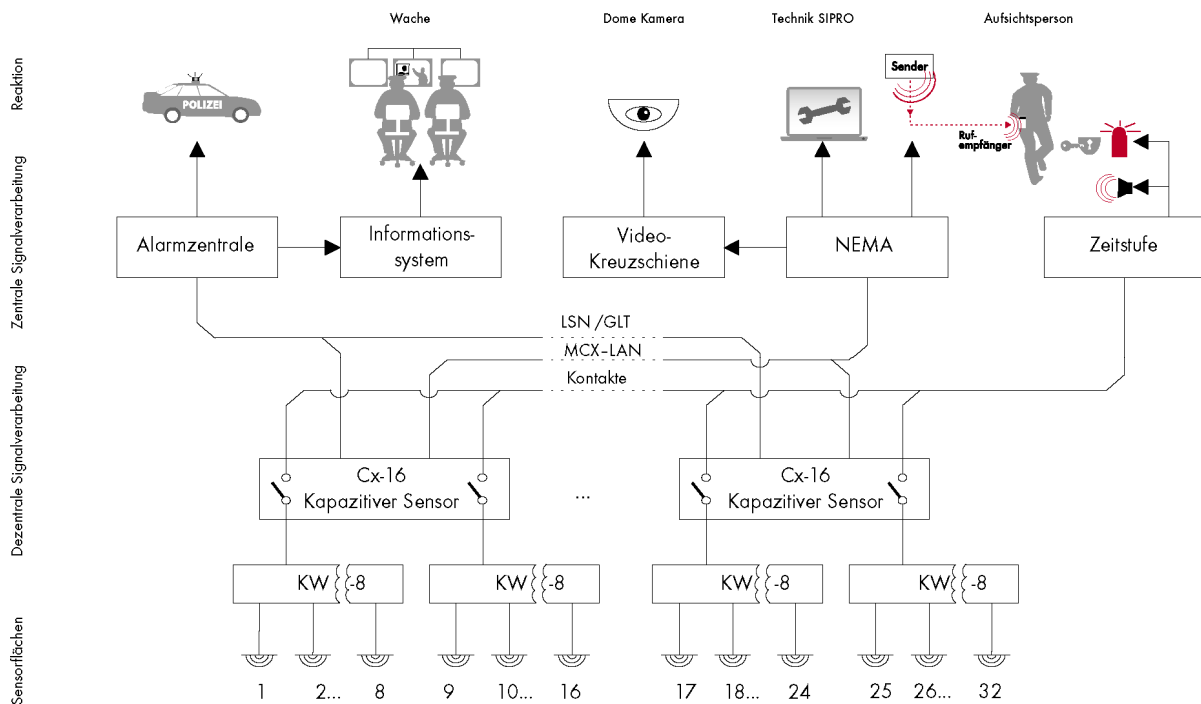 Wache
Dome Kamera
Technik SIPRO
Aufsichtsperson
Reaktion
POLIZEI
Sender
Ruf-
empfänger
Zentrale Signalverarbeitung
Alarmzentrale
Informations-
system
Video-
Kreuzschiene
NEMA
Zeitstufe
LSN/GLT
MCX-LAN
Kontakte
Dezentrale Signalverarbeitung
Cx-16
Kapazitiver Sensor
...
Cx-16
Kapazitiver Sensor
KW -8
KW -8
KW -8
KW -8
Sensorflächen
1 2... 8 9 10... 16 17 18... 24 25 26... 32